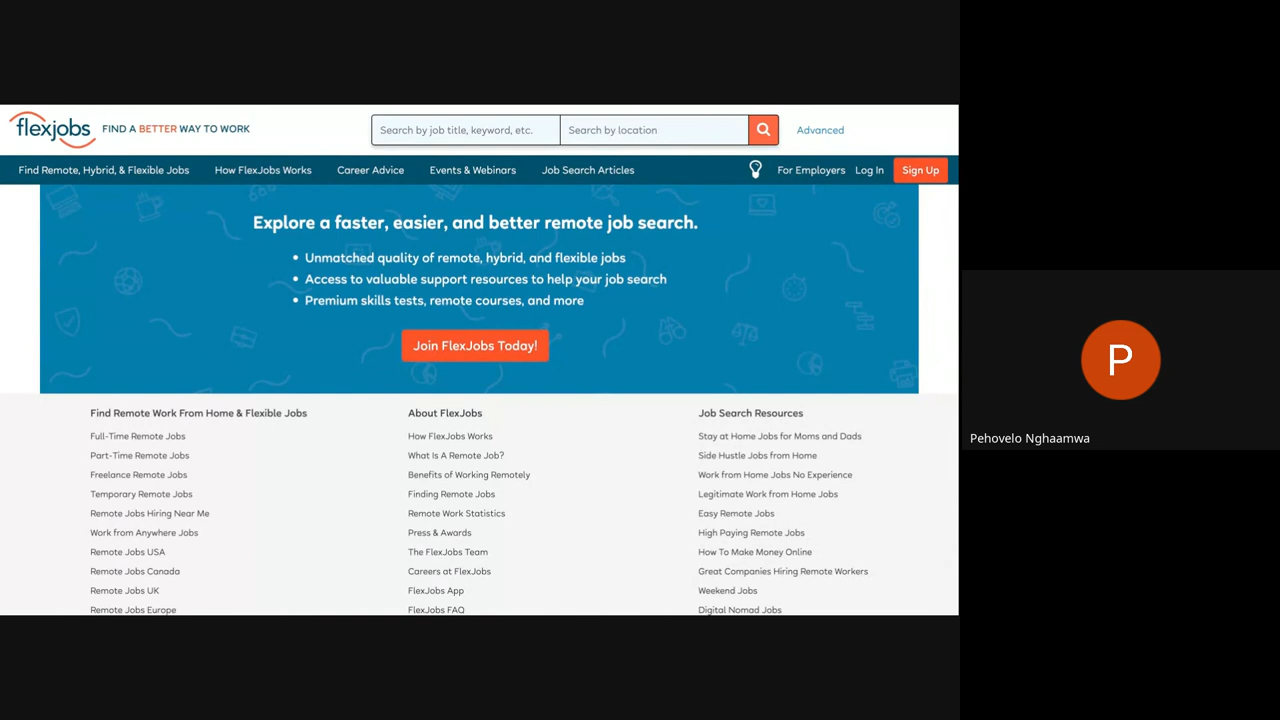 flexjobs FIND A BETTER WAY TO WORK
Search by job title, keyword, etc. Search by location Advanced
Find Remote, Hybrid, & Flexible Jobs How FlexJobs Works Career Advice Events & Webinars Job Search Articles For Employers Log In Sign Up
Explore a faster, easier, and better remote job search.
• Unmatched quality of remote, hybrid, and flexible jobs
• Access to valuable support resources to help your job search
• Premium skills tests, remote courses, and more
Join FlexJobs Today!
Find Remote Work From Home & Flexible Jobs
Full-Time Remote Jobs
Part-Time Remote Jobs
Freelance Remote Jobs
Temporary Remote Jobs
Remote Jobs Hiring Near Me
Work from Anywhere Jobs
Remote Jobs USA
Remote Jobs Canada
Remote Jobs UK
Remote Jobs Europe
About FlexJobs
How FlexJobs Works
What Is A Remote Job?
Benefits of Working Remotely
Finding Remote Jobs
Remote Work Statistics
Press & Awards
The FlexJobs Team
Careers at FlexJobs
FlexJobs App
FlexJobs FAQ
Job Search Resources
Stay at Home Jobs for Moms and Dads
Side Hustle Jobs from Home
Work from Home Jobs No Experience
Legitimate Work from Home Jobs
Easy Remote Jobs
High Paying Remote Jobs
How To Make Money Online
Great Companies Hiring Remote Workers
Weekend Jobs
Digital Nomad Jobs
P
Pehovelo Nghaamwa